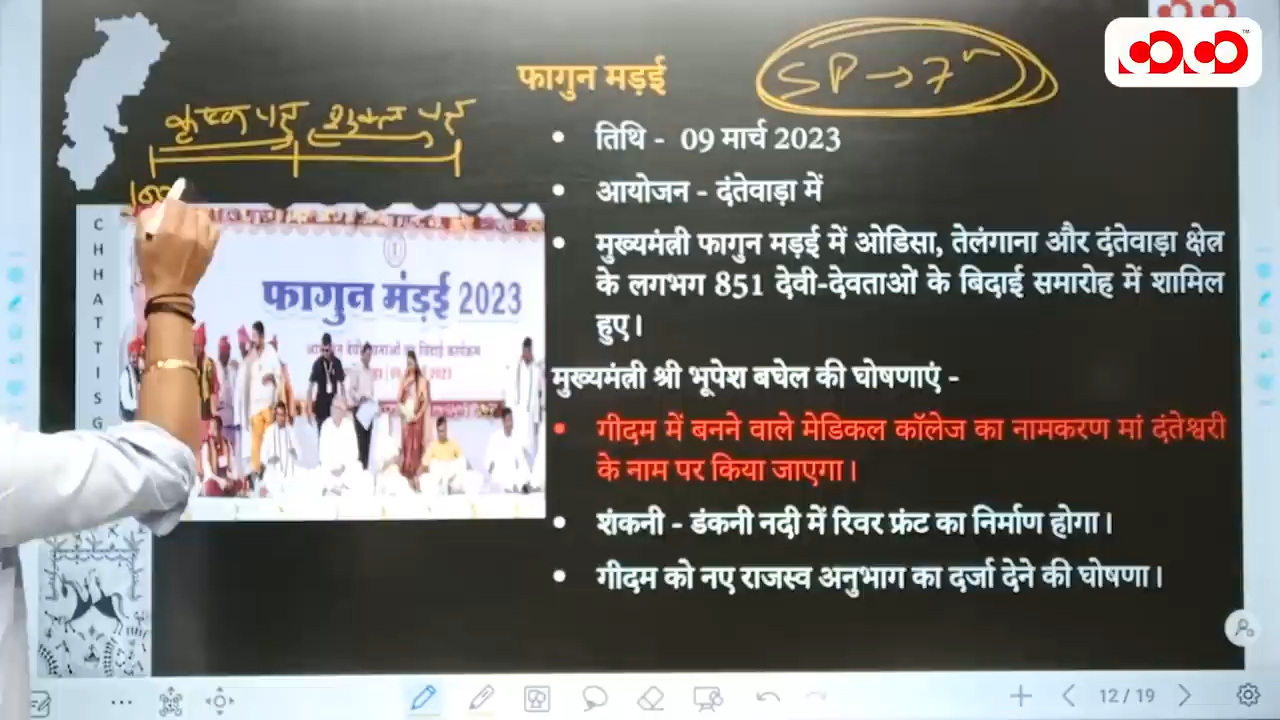 फागुन मड़ई
SP → 7
कृष्ण पक्ष शुक्ल पक्ष
• तिथि - 09 मार्च 2023
• आयोजन - दंतेवाड़ा में
• मुख्यमंत्री फागुन मड़ई में ओडिसा, तेलंगाना और दंतेवाड़ा क्षेत्र
के लगभग 851 देवी-देवताओं के बिदाई समारोह में शामिल
हुए।
मुख्यमंत्री श्री भूपेश बघेल की घोषणाएं -
• गीदम में बनने वाले मेडिकल कॉलेज का नामकरण मां दंतेश्वरी
के नाम पर किया जाएगा।
• शंकनी - डंकनी नदी में रिवर फ्रंट का निर्माण होगा।
• गीदम को नए राजस्व अनुभाग का दर्जा देने की घोषणा।
CHHATTISG
फागुन मंड़ई 2023
12 / 19